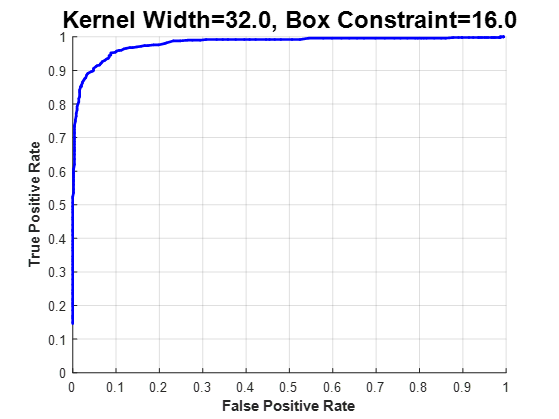 Kernel Width=32.0, Box Constraint=16.0
1
0.9
0.8
0.7
0.6
0.5
0.4
0.3
0.2
0.1
0
True Positive Rate
0 0.1 0.2 0.3 0.4 0.5 0.6 0.7 0.8 0.9 1
False Positive Rate